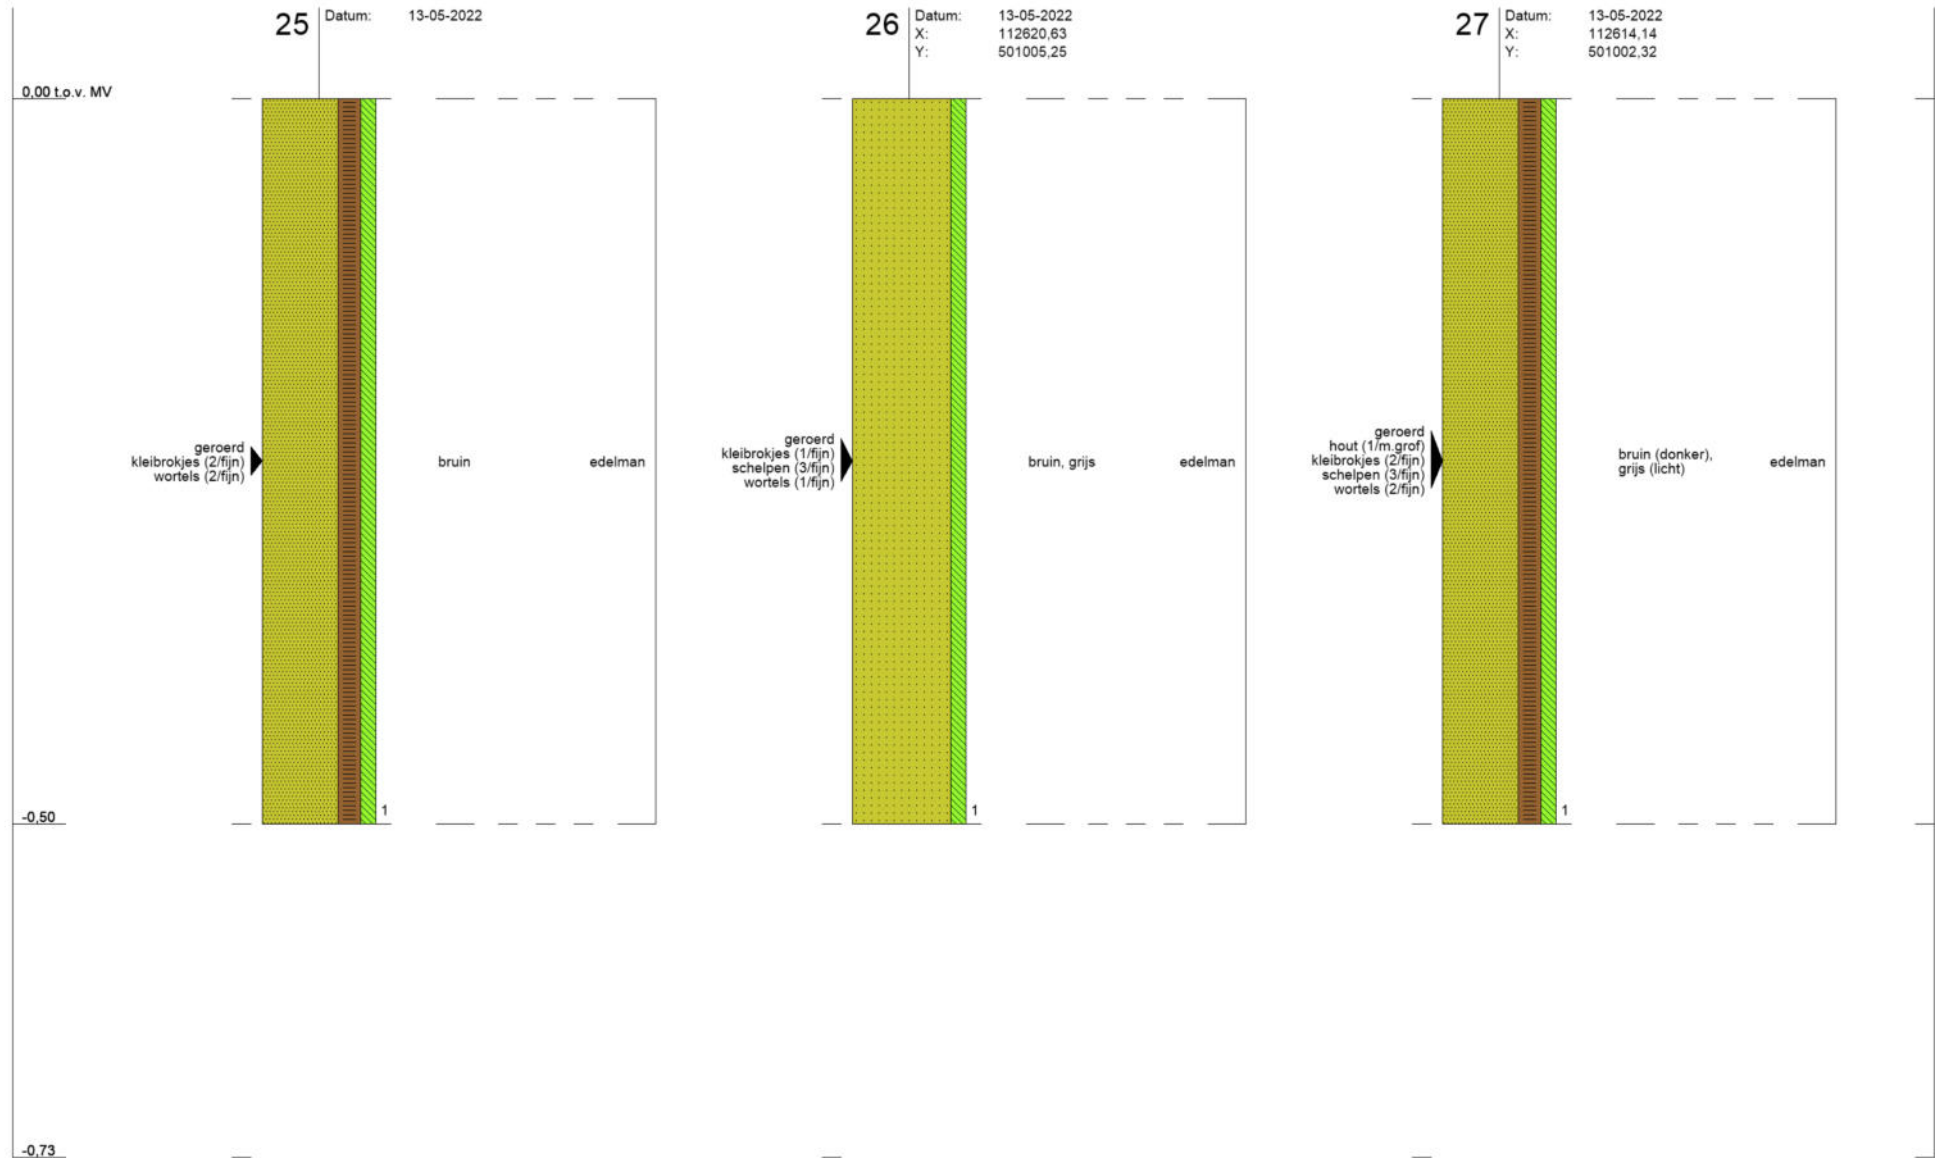 25
Datum: 13-05-2022
26
Datum: 13-05-2022
X: 112620,63
Y: 501005,25
27
Datum: 13-05-2022
X: 112614,14
Y: 501002,32
0,00 t.o.v. MV
geroerd
kleibrokjes (2/fijn)
wortels (2/fijn)
bruin
edelman
1
geroerd
kleibrokjes (1/fijn)
schelpen (3/fijn)
wortels (1/fijn)
bruin, grijs
edelman
1
geroerd
hout (1/m.grof)
kleibrokjes (2/fijn)
schelpen (3/fijn)
wortels (2/fijn)
bruin (donker),
grijs (licht)
edelman
1
-0,50
-0,73